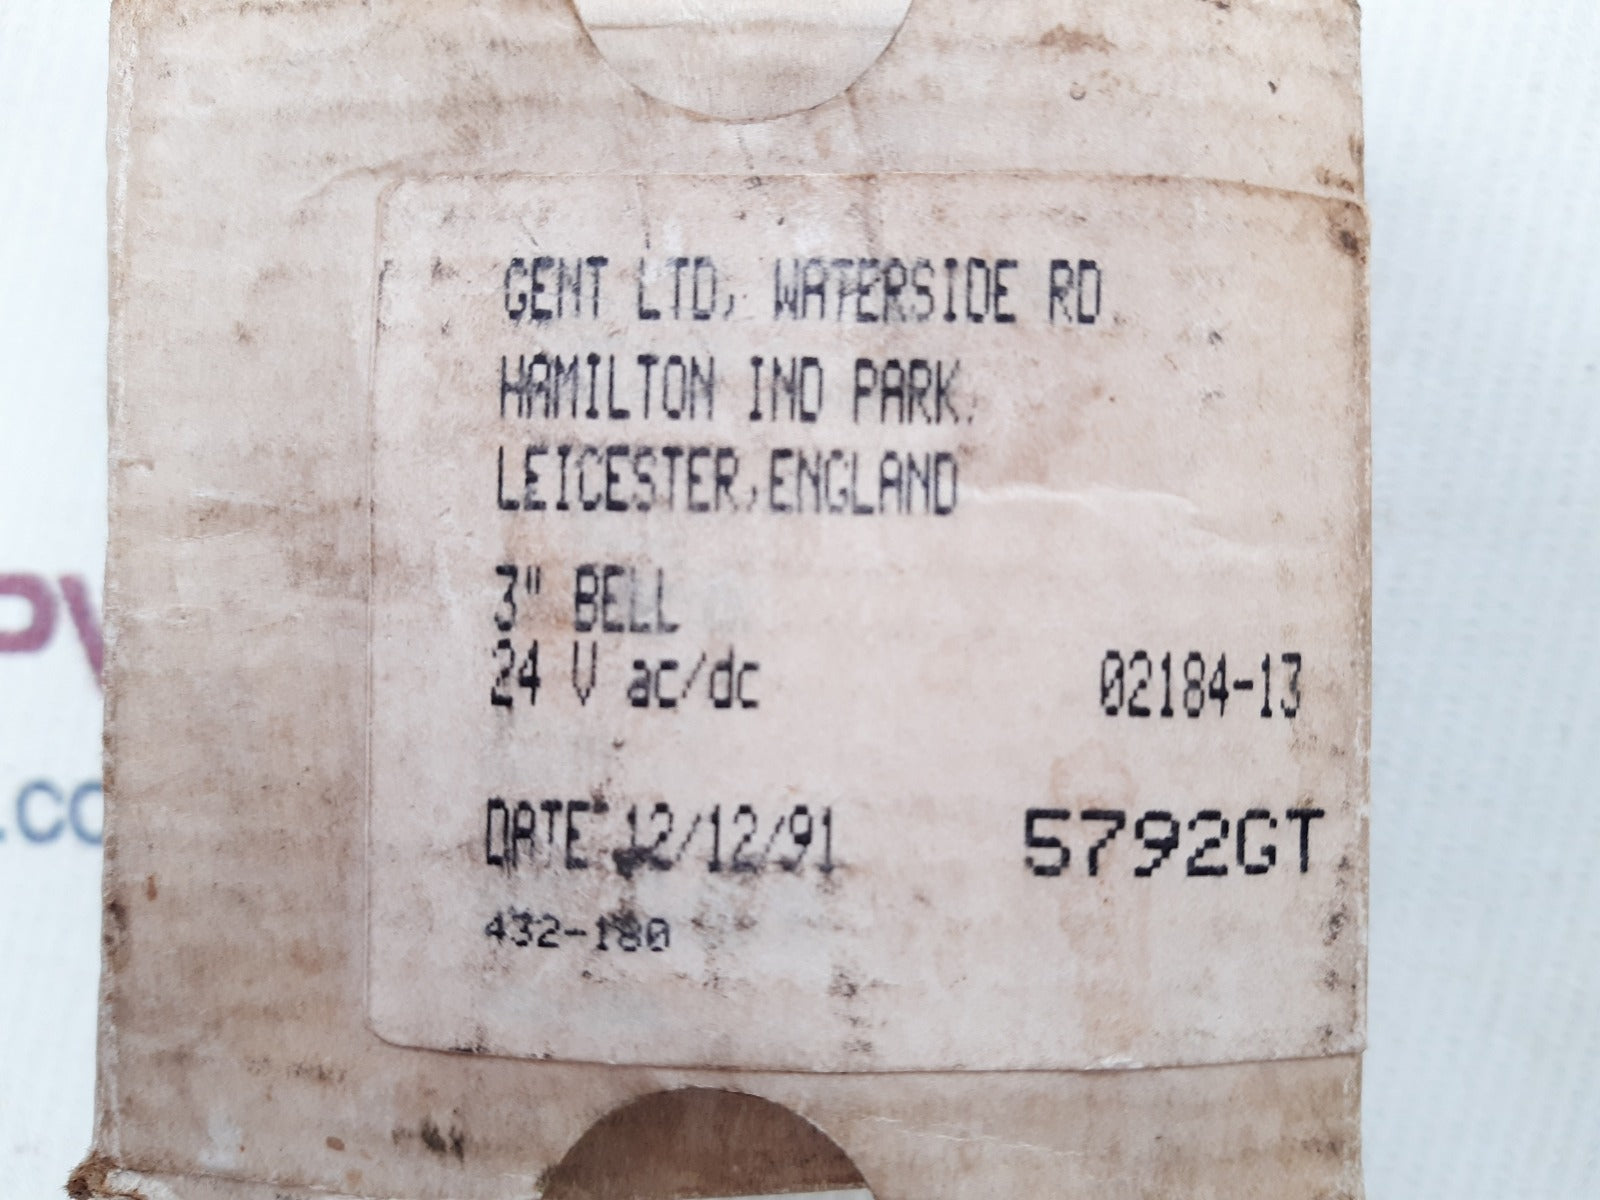 GENT LTD, WATERSIDE RD
HAMILTON IND PARK,
LEICESTER,ENGLAND
3" BELL
24 V ac/dc 02184-13
DATE 12/12/91 5792GT
432-180